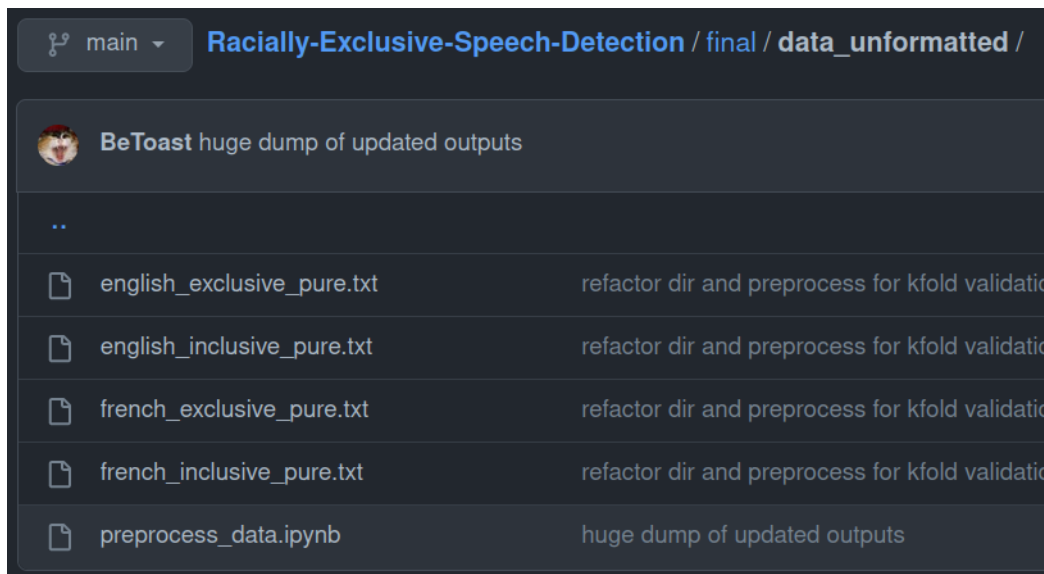 main Racially-Exclusive-Speech-Detection / final / data_unformatted /
BeToast huge dump of updated outputs
..
english_exclusive_pure.txt refactor dir and preprocess for kfold validatio
english_inclusive_pure.txt refactor dir and preprocess for kfold validatio
french_exclusive_pure.txt refactor dir and preprocess for kfold validatio
french_inclusive_pure.txt refactor dir and preprocess for kfold validatio
preprocess_data.ipynb huge dump of updated outputs